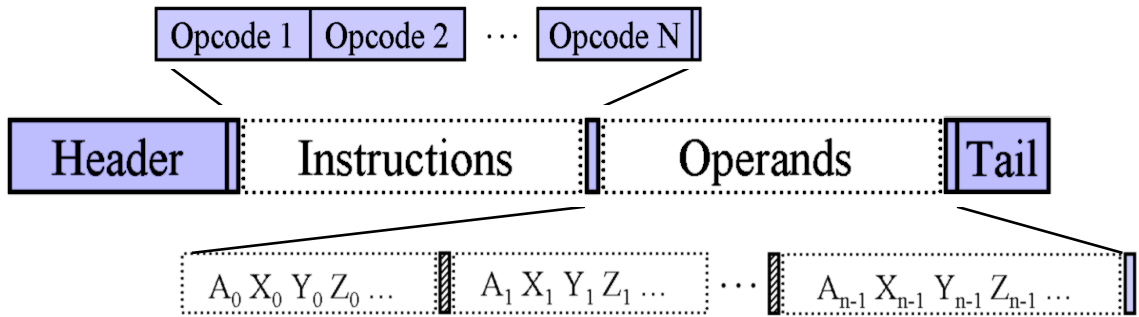 Opcode 1 Opcode 2 ··· Opcode N
Header Instructions Operands Tail
A₀ X₀ Y₀ Z₀ ... A₁ X₁ Y₁ Z₁ ... ··· Aₙ₋₁ Xₙ₋₁ Yₙ₋₁ Zₙ₋₁ ...